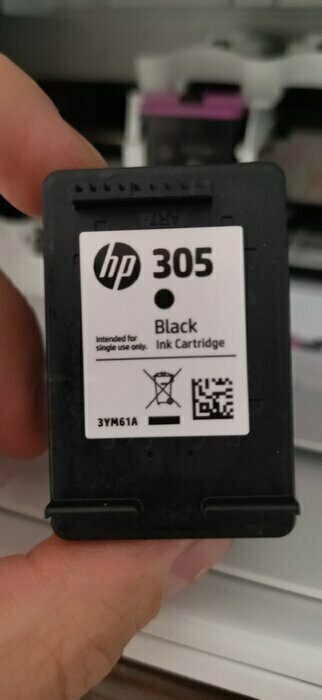 hp 305
Black
Intended for
single use only.
Ink Cartridge
3YM61A